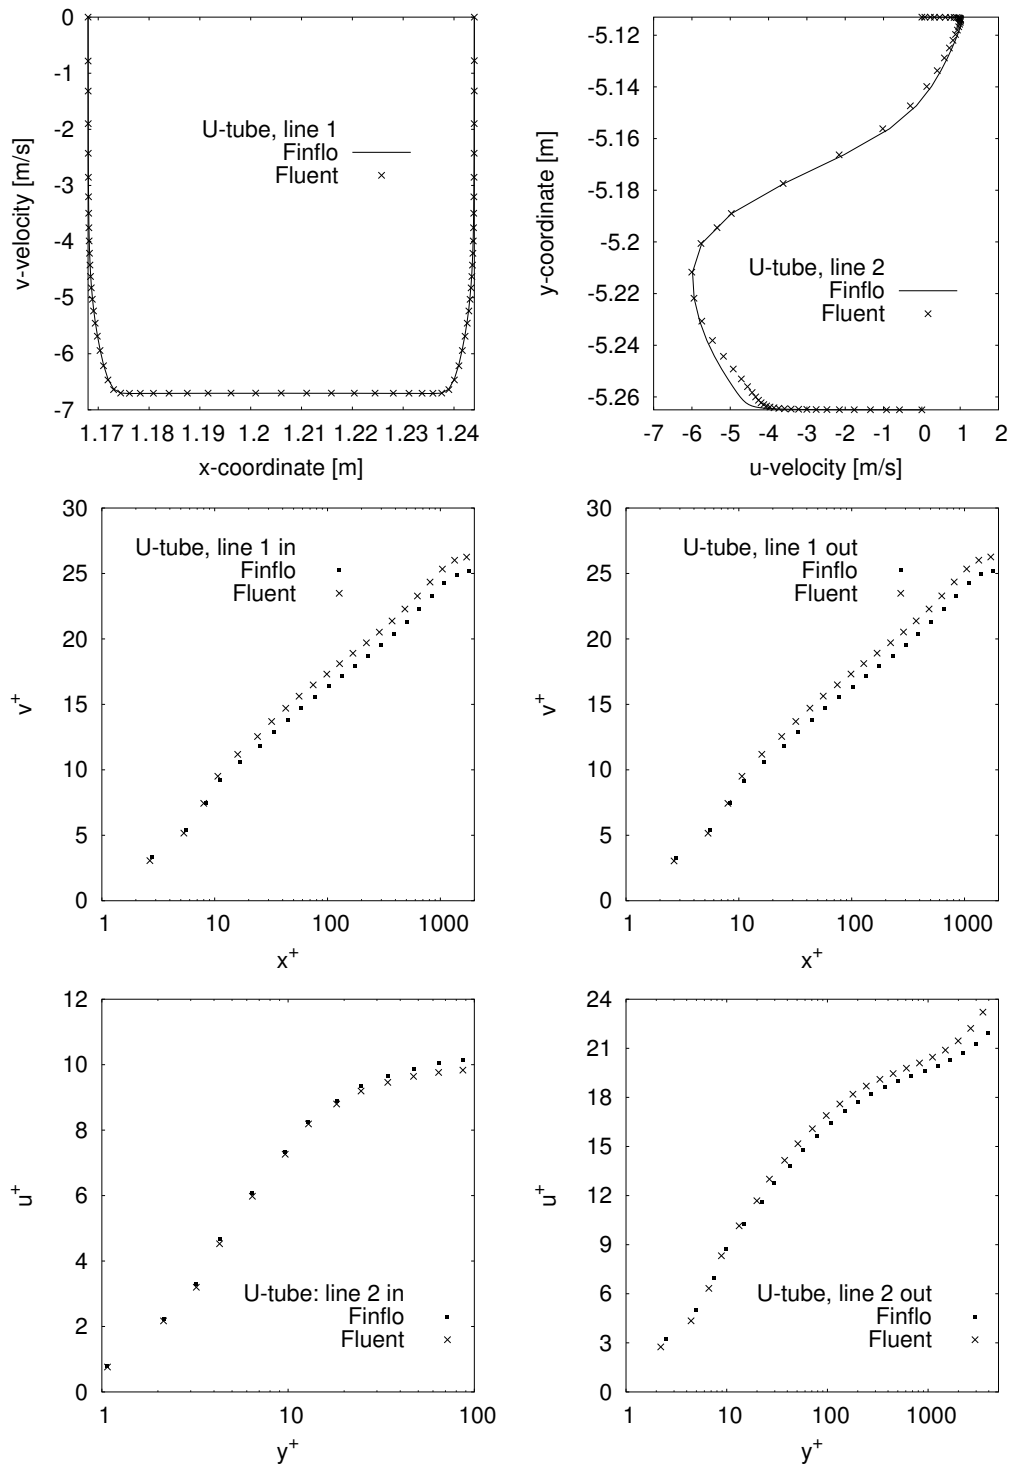 0
-1
-2
-3
-4
-5
-6
-7
v-velocity [m/s]
U-tube, line 1
Finflo
Fluent
1.17 1.18 1.19 1.2 1.21 1.22 1.23 1.24
x-coordinate [m]
-5.12
-5.14
-5.16
-5.18
-5.2
-5.22
-5.24
-5.26
y-coordinate [m]
U-tube, line 2
Finflo
Fluent
-7 -6 -5 -4 -3 -2 -1 0 1 2
u-velocity [m/s]
30
25
20
15
10
5
0
v+
U-tube, line 1 in
Finflo
Fluent
1 10 100 1000
x+
30
25
20
15
10
5
0
v+
U-tube, line 1 out
Finflo
Fluent
1 10 100 1000
x+
12
10
8
6
4
2
0
u+
U-tube: line 2 in
Finflo
Fluent
1 10 100
y+
24
21
18
15
12
9
6
3
0
u+
U-tube, line 2 out
Finflo
Fluent
1 10 100 1000
y+